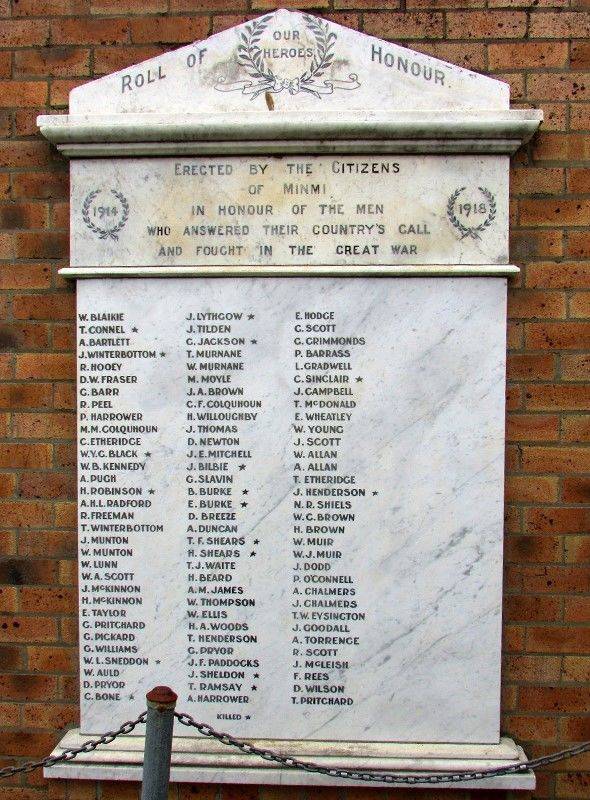 OUR
HEROES
ROLL OF HONOUR
ERECTED BY THE CITIZENS
OF MINMI
1914 IN HONOUR OF THE MEN 1918
WHO ANSWERED THEIR COUNTRY'S CALL
AND FOUGHT IN THE GREAT WAR
W. BLAIKIE
T. CONNEL ★
A. BARTLETT
J. WINTERBOTTOM ★
R. HOOEY
D.W. FRASER
G. BARR
R. PEEL
P. HARROWER
M.M. COLQUHOUN
C. ETHERIDGE
W.Y.G. BLACK ★
W.B. KENNEDY
A. PUGH
H. ROBINSON ★
A.H.L. RADFORD
R. FREEMAN
T. WINTERBOTTOM
J. MUNTON
W. MUNTON
W. LUNN
W.A. SCOTT
J. McKINNON
H. McKINNON
E. TAYLOR
G. PRITCHARD
G. PICKARD
G. WILLIAMS
W.L. SNEDDON ★
W. AULD
D. PRYOR
C. BONE ★
J. LYTHGOW ★
J. TILDEN
G. JACKSON ★
T. MURNANE
W. MURNANE
M. MOYLE
J.A. BROWN
C.F. COLQUHOUN
H. WILLOUGHBY
J. THOMAS
D. NEWTON
J.E. MITCHELL
J. BILBIE ★
G. SLAVIN
B. BURKE ★
E. BURKE ★
D. BREEZE
A. DUNCAN
T.F. SHEARS ★
H. SHEARS ★
T.J. WAITE
H. BEARD
A.M. JAMES
W. THOMPSON
W. ELLIS
H.A. WOODS
T. HENDERSON
G. PRYOR
J.F. PADDOCKS
J. SHELDON ★
T. RAMSAY ★
A. HARROWER
E. HODGE
C. SCOTT
G. GRIMMONDS
P. BARRASS
L. GRADWELL
C. SINCLAIR ★
J. CAMPBELL
T. McDONALD
E. WHEATLEY
W. YOUNG
J. SCOTT
W. ALLAN
A. ALLAN
T. ETHERIDGE
J. HENDERSON ★
N.R. SHIELS
W.G. BROWN
H. BROWN
W. MUIR
W.J. MUIR
J. DODD
P. O'CONNELL
A. CHALMERS
J. CHALMERS
T.W. EYSINGTON
J. GOODALL
A. TORRENCE
R. SCOTT
J. McLEISH
F. REES
D. WILSON
T. PRITCHARD
KILLED ★